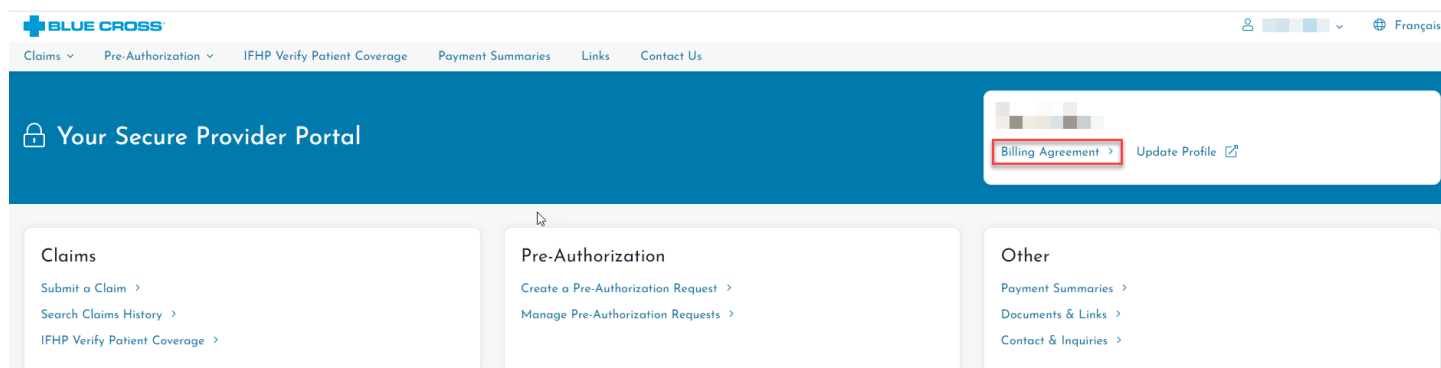 BLUE CROSS
Français
Claims Pre-Authorization IFHP Verify Patient Coverage Payment Summaries Links Contact Us
Your Secure Provider Portal
Billing Agreement Update Profile
Claims
Submit a Claim
Search Claims History
IFHP Verify Patient Coverage
Pre-Authorization
Create a Pre-Authorization Request
Manage Pre-Authorization Requests
Other
Payment Summaries
Documents & Links
Contact & Inquiries